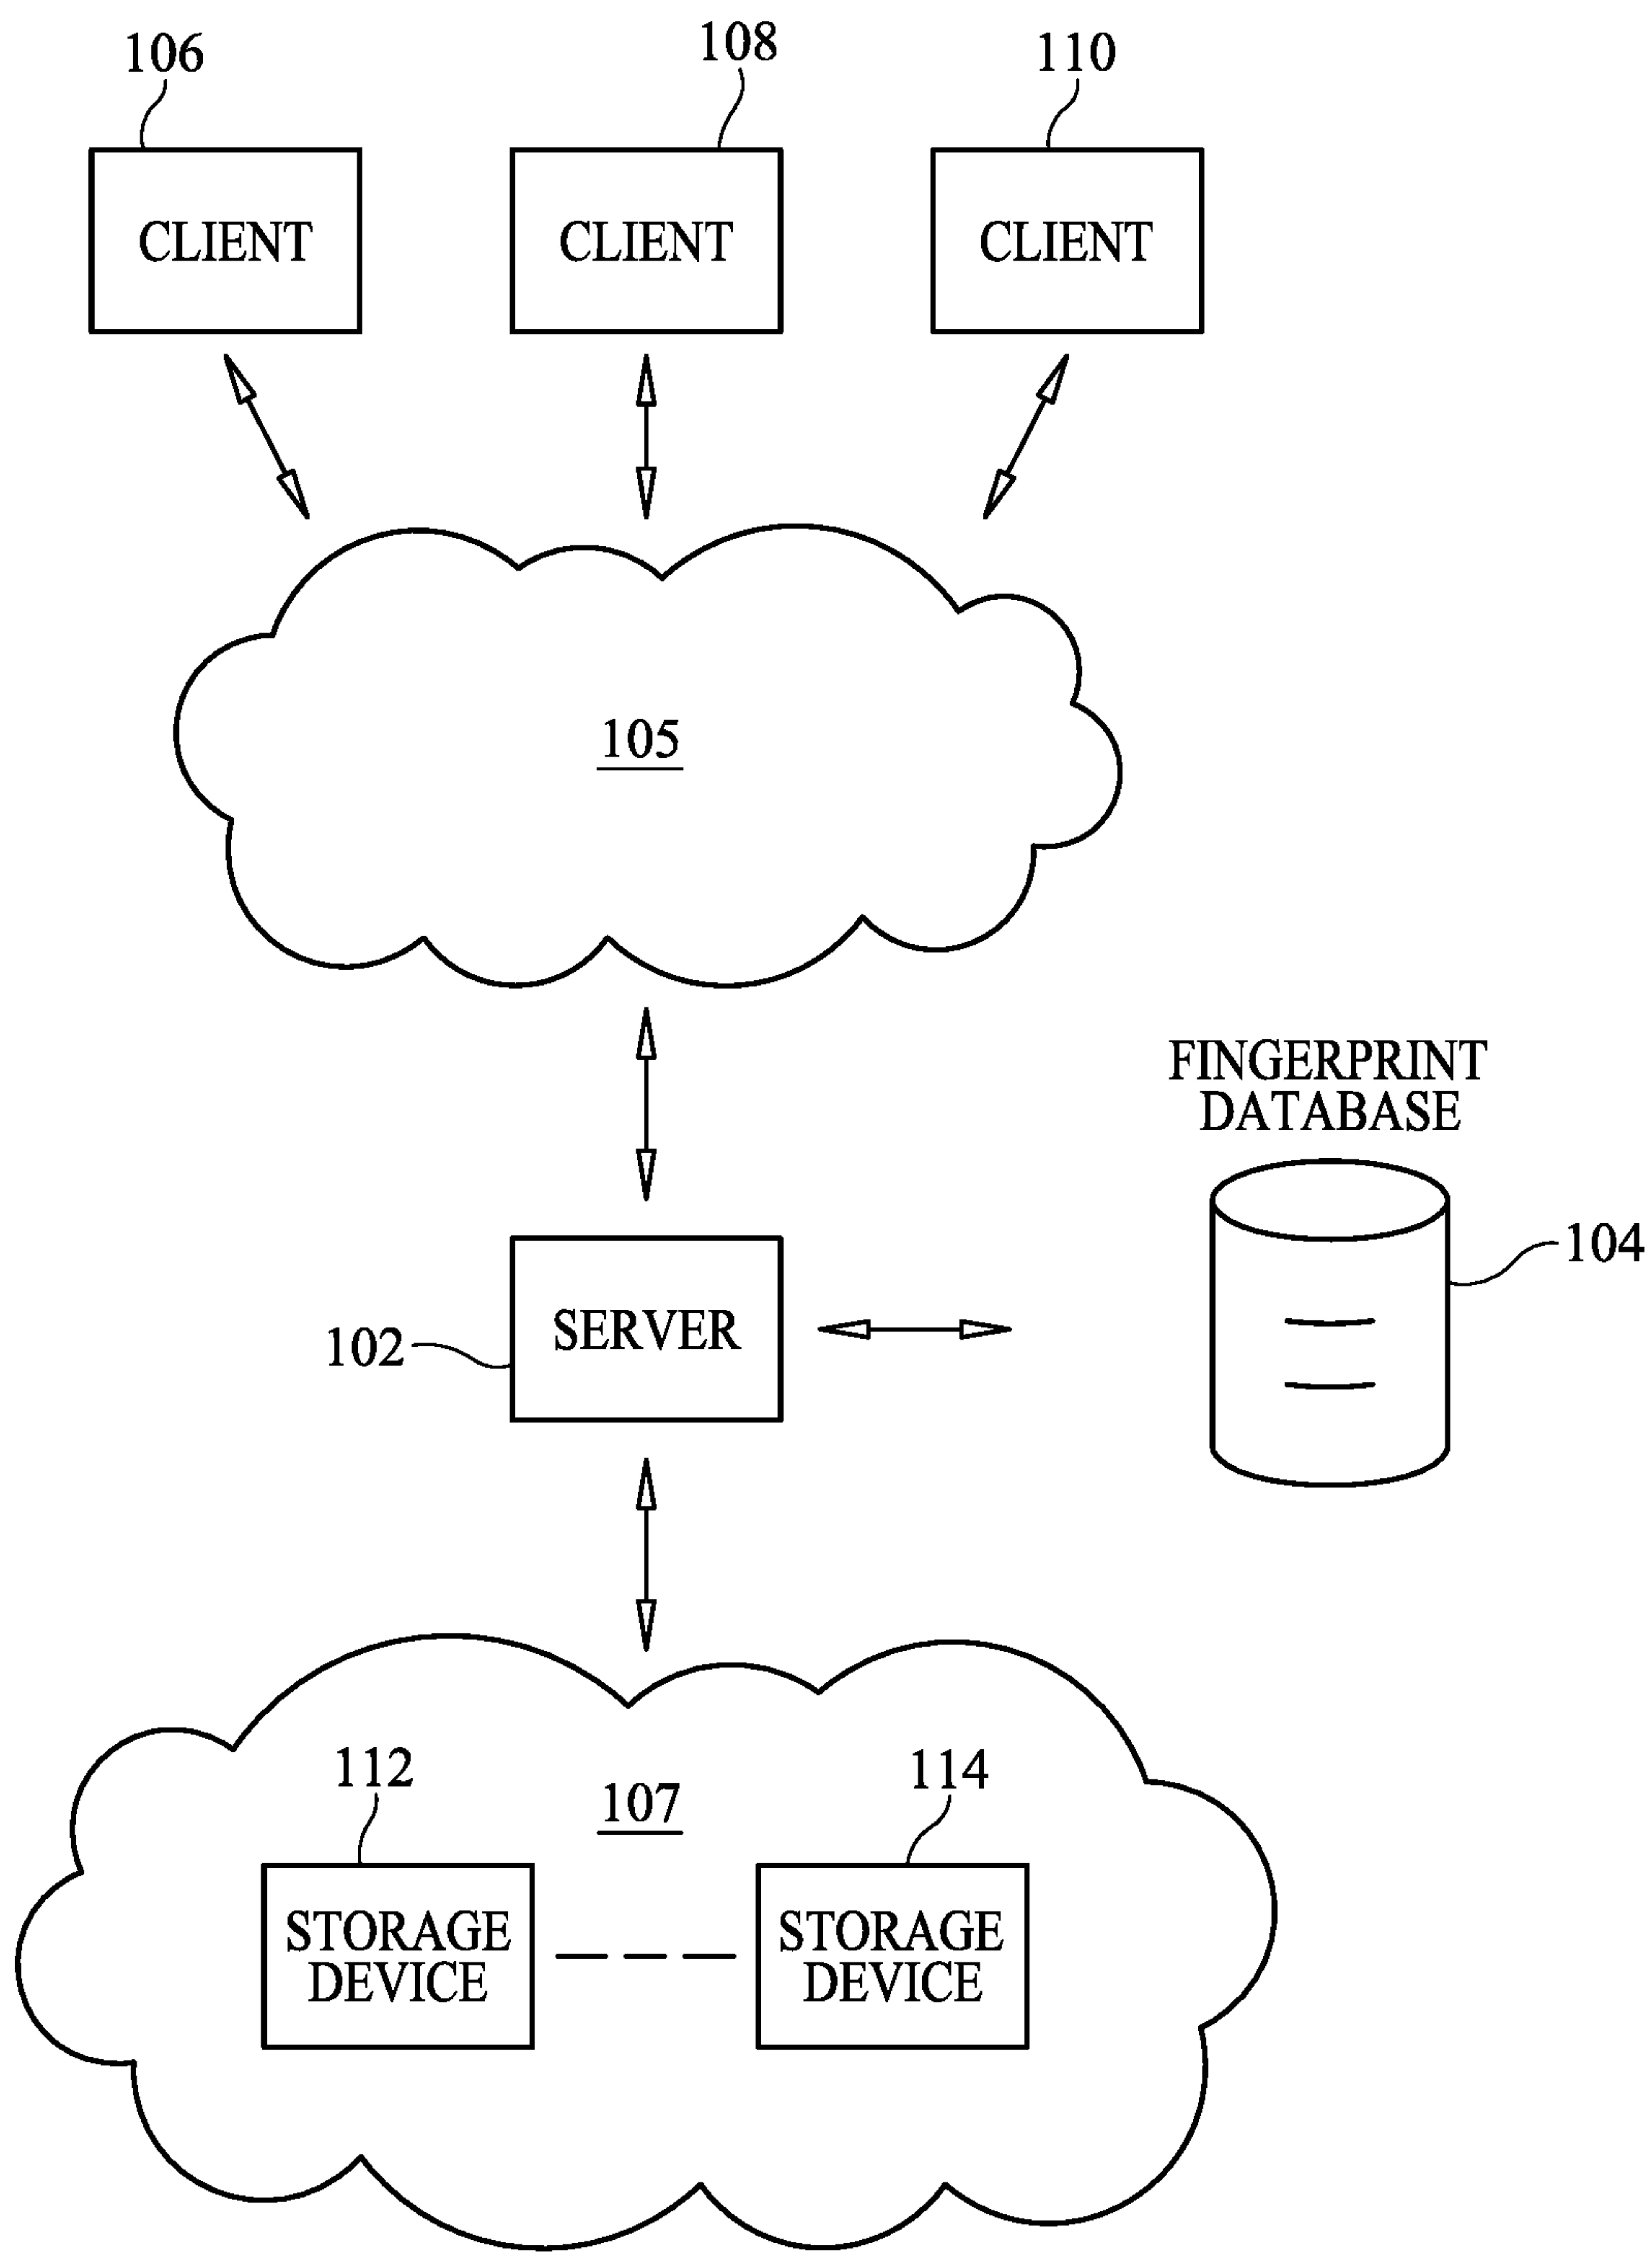 106
108
110
CLIENT
CLIENT
CLIENT
105
FINGERPRINT
DATABASE
104
SERVER
102
112
107
114
STORAGE
DEVICE
STORAGE
DEVICE